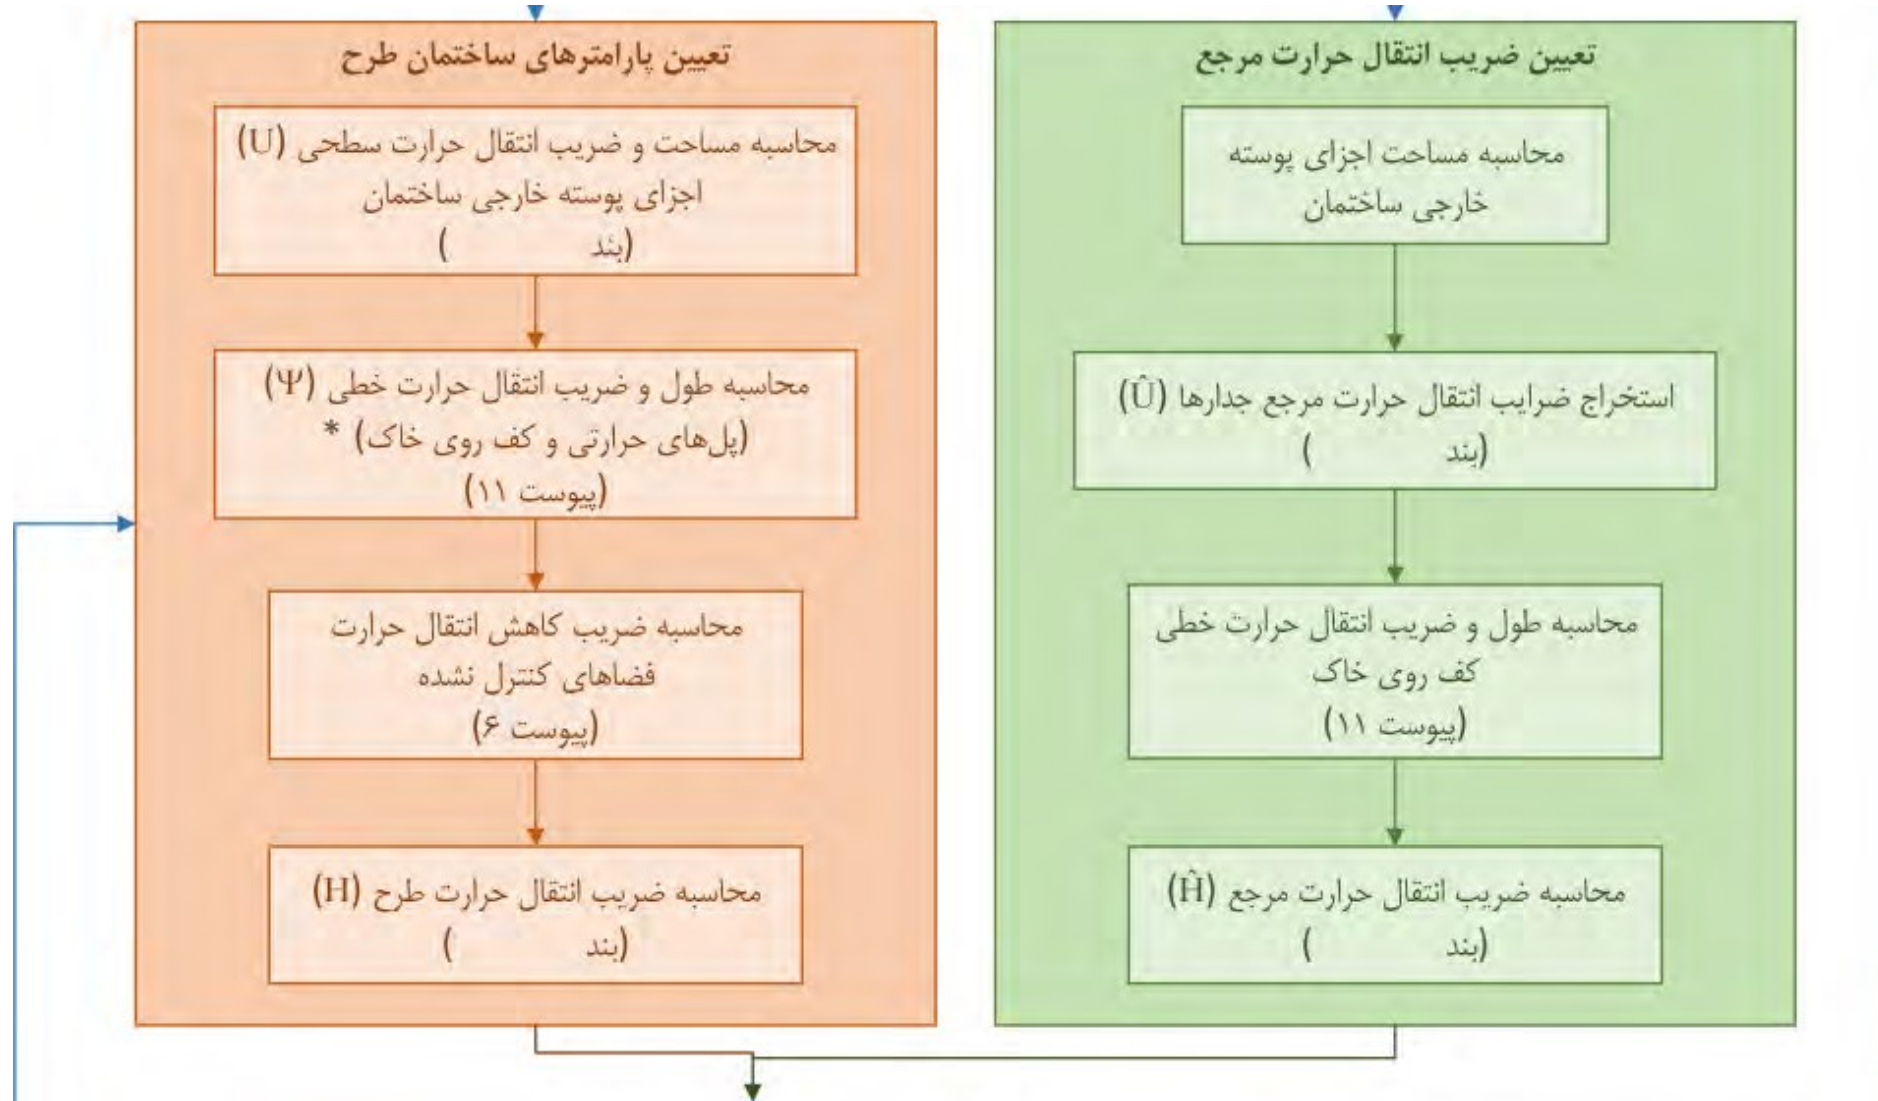 تعیین ضریب انتقال حرارت مرجع
محاسبه مساحت اجزای پوسته
خارجی ساختمان
استخراج ضرایب انتقال حرارت مرجع جدارها (Û)
(بند )
محاسبه طول و ضریب انتقال حرارت خطی
کف روی خاک
(پیوست ۱۱)
محاسبه ضریب انتقال حرارت مرجع (Ĥ)
(بند )
تعیین پارامترهای ساختمان طرح
محاسبه مساحت و ضریب انتقال حرارت سطحی (U)
اجزای پوسته خارجی ساختمان
(بند )
محاسبه طول و ضریب انتقال حرارت خطی (Ψ)
(پل‌های حرارتی و کف روی خاک) *
(پیوست ۱۱)
محاسبه ضریب کاهش انتقال حرارت
فضاهای کنترل نشده
(پیوست ۶)
محاسبه ضریب انتقال حرارت طرح (H)
(بند )